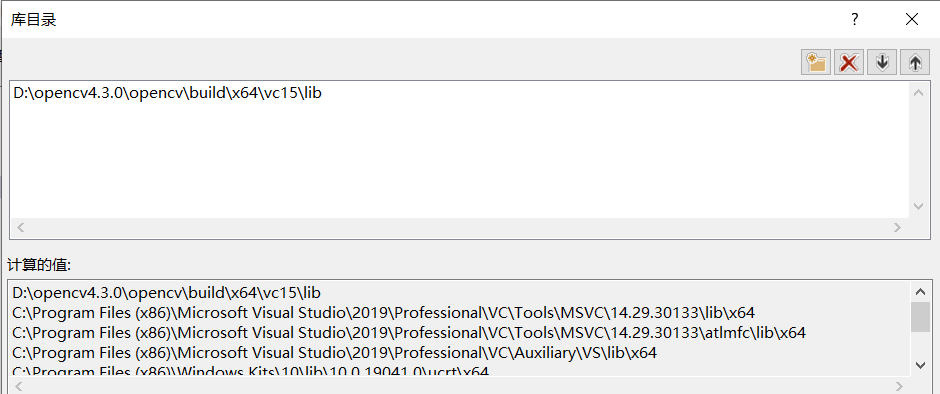 库目录
D:\opencv4.3.0\opencv\build\x64\vc15\lib
计算的值:
D:\opencv4.3.0\opencv\build\x64\vc15\lib
C:\Program Files (x86)\Microsoft Visual Studio\2019\Professional\VC\Tools\MSVC\14.29.30133\lib\x64
C:\Program Files (x86)\Microsoft Visual Studio\2019\Professional\VC\Tools\MSVC\14.29.30133\atlmfc\lib\x64
C:\Program Files (x86)\Microsoft Visual Studio\2019\Professional\VC\Auxiliary\VS\lib\x64
C:\Program Files (x86)\Windows Kits\10\lib\10.0.19041.0\ucrt\x64